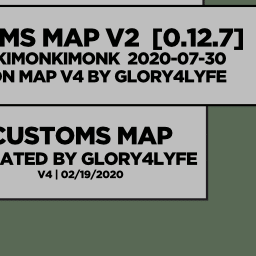 MS MAP V2 [0.12.7]
KIMONKIMONK 2020-07-30
ON MAP V4 BY GLORY4LYFE
CUSTOMS MAP
ATED BY GLORY4LYFE
V4 | 02/19/2020